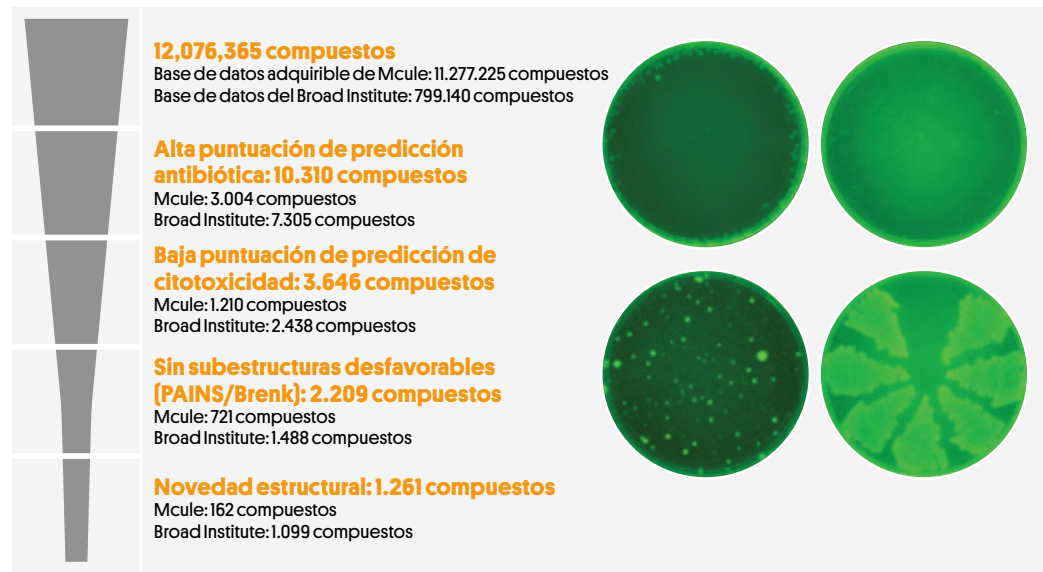 12,076,365 compuestos
Base de datos adquirible de Mcule: 11.277.225 compuestos
Base de datos del Broad Institute: 799.140 compuestos
Alta puntuación de predicción
antibiótica: 10.310 compuestos
Mcule: 3.004 compuestos
Broad Institute: 7.305 compuestos
Baja puntuación de predicción de
citotoxicidad: 3.646 compuestos
Mcule: 1.210 compuestos
Broad Institute: 2.438 compuestos
Sin subestructuras desfavorables
(PAINS/Brenk): 2.209 compuestos
Mcule: 721 compuestos
Broad Institute: 1.488 compuestos
Novedad estructural: 1.261 compuestos
Mcule: 162 compuestos
Broad Institute: 1.099 compuestos